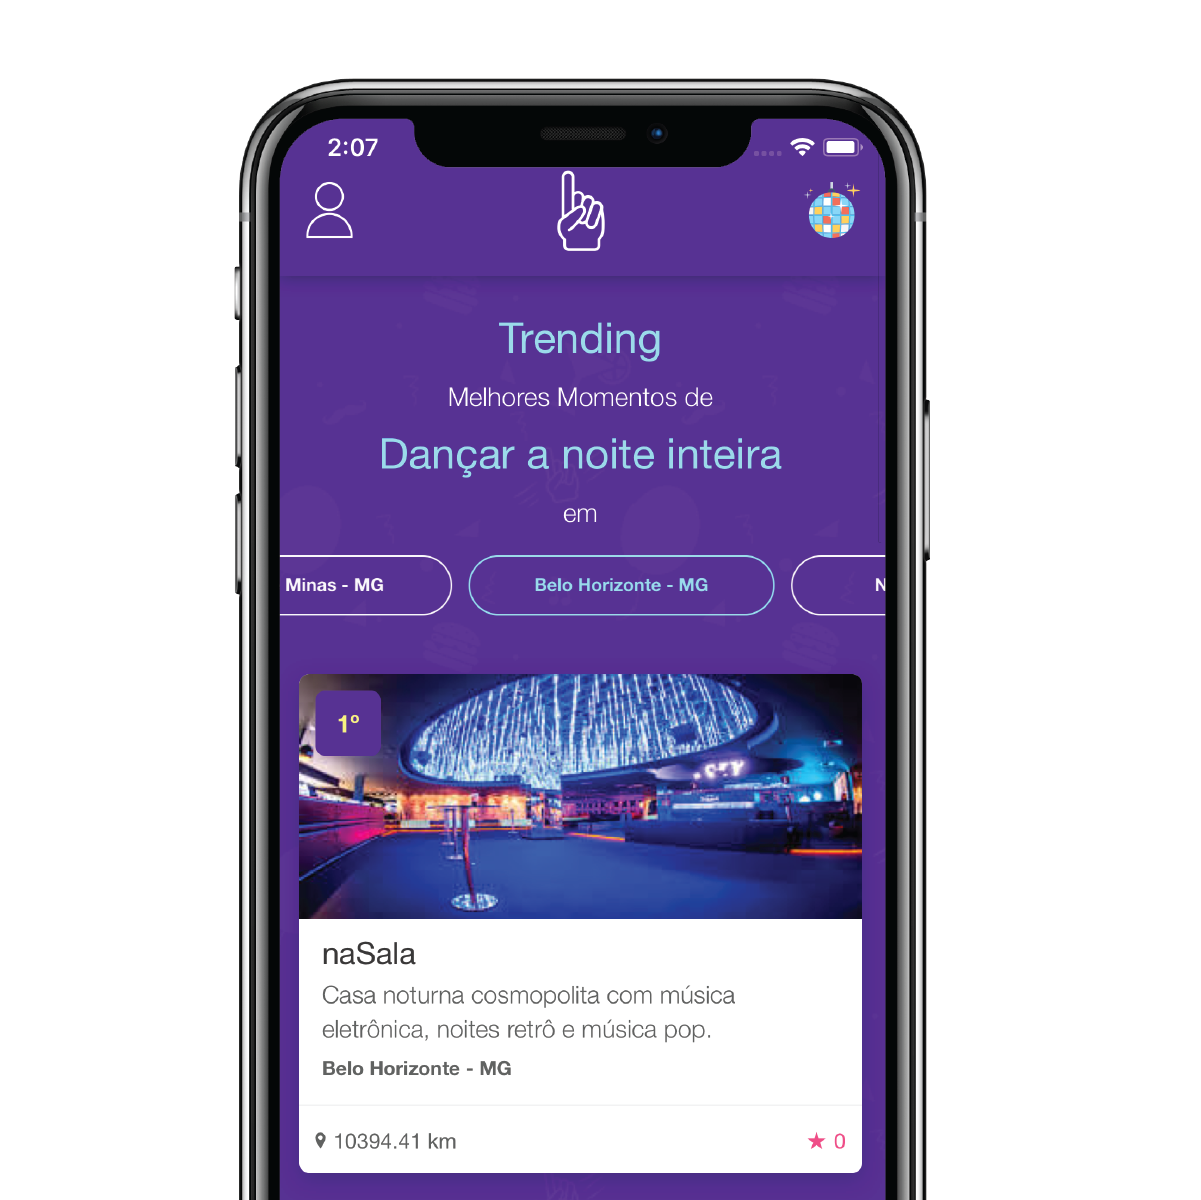 2:07
Trending
Melhores Momentos de
Dançar a noite inteira
em
Minas - MG
Belo Horizonte - MG
N
1º
naSala
Casa noturna cosmopolita com música
eletrônica, noites retrô e música pop.
Belo Horizonte - MG
10394.41 km
★ 0